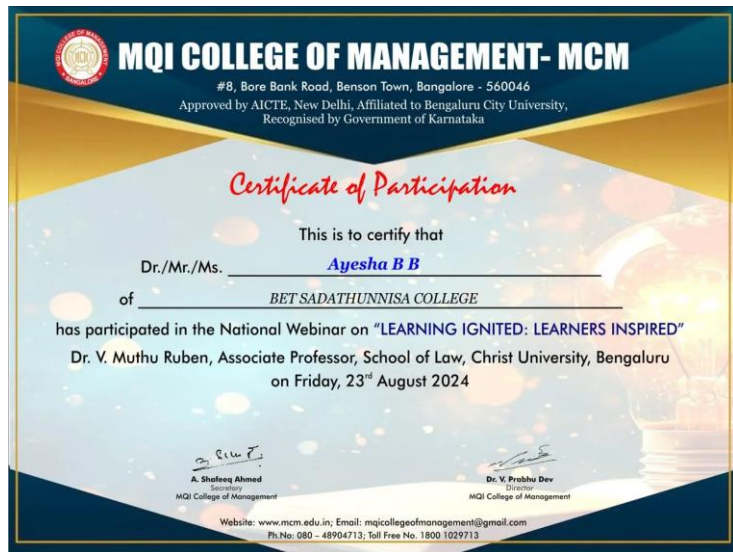 MQI COLLEGE OF MANAGEMENT- MCM
#8, Bore Bank Road, Benson Town, Bangalore - 560046
Approved by AICTE, New Delhi, Affiliated to Bengaluru City University,
Recognised by Government of Karnataka
Certificate of Participation
This is to certify that
Dr./Mr./Ms. Ayesha B B
of BET SADATHUNNISA COLLEGE
has participated in the National Webinar on “LEARNING IGNITED: LEARNERS INSPIRED”
Dr. V. Muthu Ruben, Associate Professor, School of Law, Christ University, Bengaluru
on Friday, 23rd August 2024
A. Shafeeq Ahmed
Secretary
MQI College of Management
Dr. V. Prabhu Dev
Director
MQI College of Management
Website: www.mcm.edu.in; Email: mqicollegeofmanagement@gmail.com
Ph.No: 080 – 48904713; Toll Free No. 1800 1029713